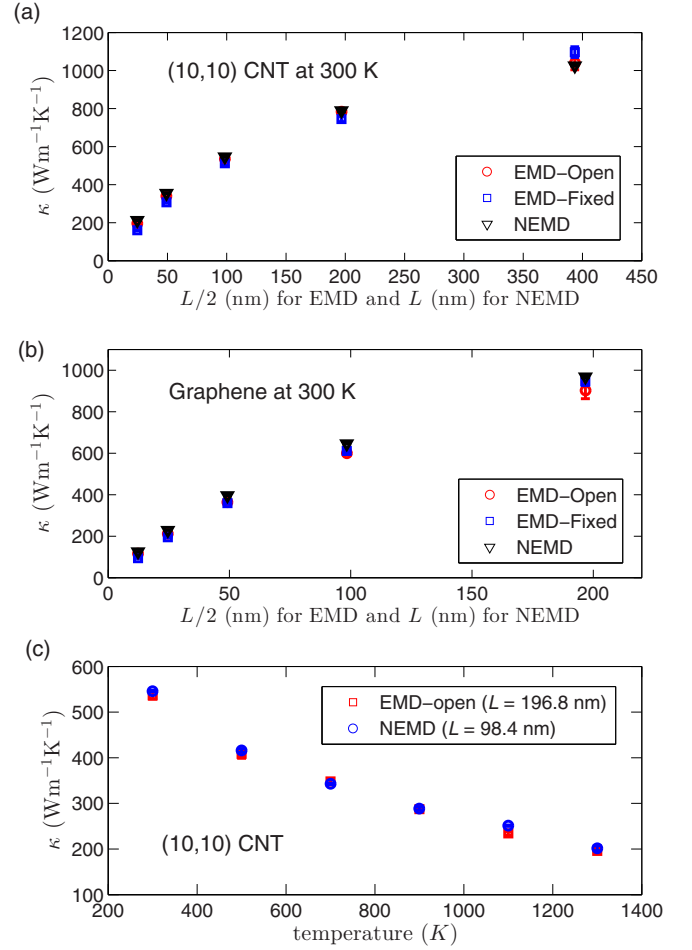 (a)
1200
1000
800
600
400
200
0
κ (Wm⁻¹K⁻¹)
(10,10) CNT at 300 K
EMD−Open
EMD−Fixed
NEMD
0 50 100 150 200 250 300 350 400 450
L/2 (nm) for EMD and L (nm) for NEMD
(b)
1000
800
600
400
200
0
κ (Wm⁻¹K⁻¹)
Graphene at 300 K
EMD−Open
EMD−Fixed
NEMD
0 50 100 150 200
L/2 (nm) for EMD and L (nm) for NEMD
(c)
600
500
400
300
200
100
κ (Wm⁻¹K⁻¹)
EMD-open (L = 196.8 nm)
NEMD (L = 98.4 nm)
(10,10) CNT
200 400 600 800 1000 1200 1400
temperature (K)